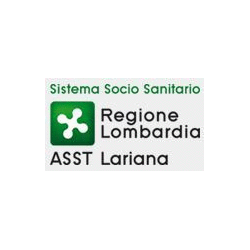 Sistema Socio Sanitario
Regione
Lombardia
ASST Lariana